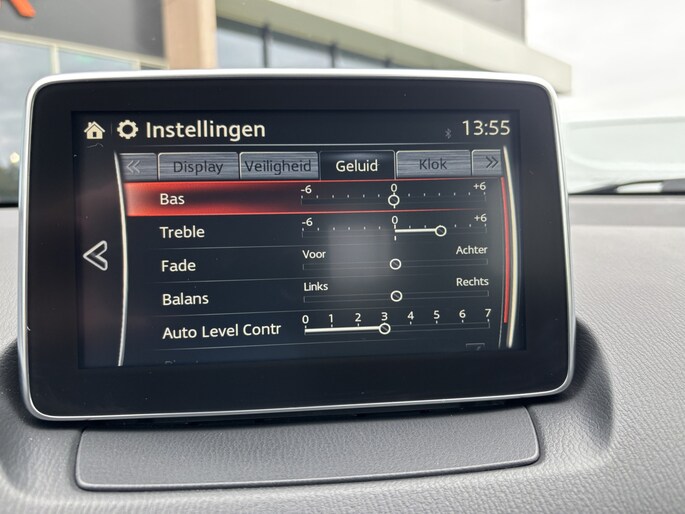 Instellingen 13:55
Display Veiligheid Geluid Klok
-6 0 +6
Bas
-6 0 +6
Treble
Voor Achter
Fade
Links Rechts
Balans
0 1 2 3 4 5 6 7
Auto Level Contr